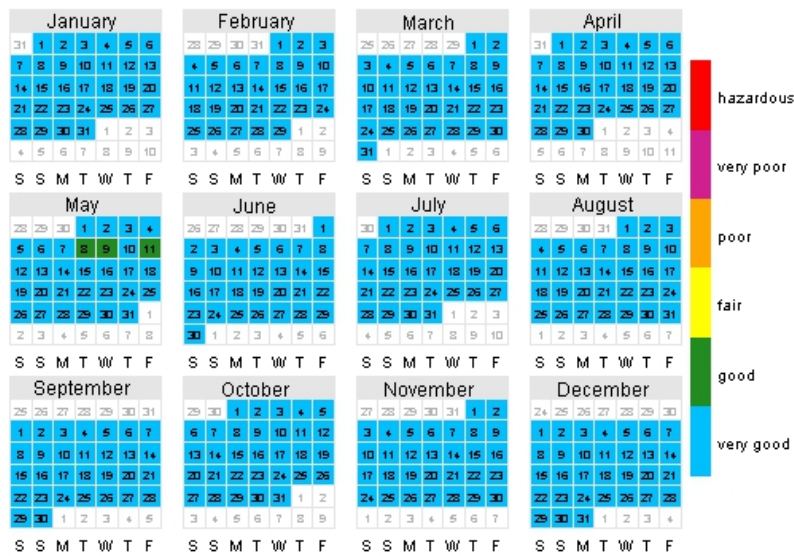 January
31 1 2 3 4 5 6
7 8 9 10 11 12 13
14 15 16 17 18 19 20
21 22 23 24 25 26 27
28 29 30 31 1 2 3
4 5 6 7 8 9 10
S S M T W T F
February
28 29 30 31 1 2 3
4 5 6 7 8 9 10
11 12 13 14 15 16 17
18 19 20 21 22 23 24
25 26 27 28 29 1 2
3 4 5 6 7 8 9
S S M T W T F
March
25 26 27 28 29 1 2
3 4 5 6 7 8 9
10 11 12 13 14 15 16
17 18 19 20 21 22 23
24 25 26 27 28 29 30
31 1 2 3 4 5 6
S S M T W T F
April
31 1 2 3 4 5 6
7 8 9 10 11 12 13
14 15 16 17 18 19 20
21 22 23 24 25 26 27
28 29 30 1 2 3 4
5 6 7 8 9 10 11
S S M T W T F
May
28 29 30 1 2 3 4
5 6 7 8 9 10 11
12 13 14 15 16 17 18
19 20 21 22 23 24 25
26 27 28 29 30 31 1
2 3 4 5 6 7 8
S S M T W T F
June
26 27 28 29 30 31 1
2 3 4 5 6 7 8
9 10 11 12 13 14 15
16 17 18 19 20 21 22
23 24 25 26 27 28 29
30 1 2 3 4 5 6
S S M T W T F
July
30 1 2 3 4 5 6
7 8 9 10 11 12 13
14 15 16 17 18 19 20
21 22 23 24 25 26 27
28 29 30 31 1 2 3
4 5 6 7 8 9 10
S S M T W T F
August
28 29 30 31 1 2 3
4 5 6 7 8 9 10
11 12 13 14 15 16 17
18 19 20 21 22 23 24
25 26 27 28 29 30 31
1 2 3 4 5 6 7
S S M T W T F
September
25 26 27 28 29 30 31
1 2 3 4 5 6 7
8 9 10 11 12 13 14
15 16 17 18 19 20 21
22 23 24 25 26 27 28
29 30 1 2 3 4 5
S S M T W T F
October
29 30 1 2 3 4 5
6 7 8 9 10 11 12
13 14 15 16 17 18 19
20 21 22 23 24 25 26
27 28 29 30 31 1 2
3 4 5 6 7 8 9
S S M T W T F
November
27 28 29 30 31 1 2
3 4 5 6 7 8 9
10 11 12 13 14 15 16
17 18 19 20 21 22 23
24 25 26 27 28 29 30
1 2 3 4 5 6 7
S S M T W T F
December
24 25 26 27 28 29 30
1 2 3 4 5 6 7
8 9 10 11 12 13 14
15 16 17 18 19 20 21
22 23 24 25 26 27 28
29 30 31 1 2 3 4
S S M T W T F
hazardous
very poor
poor
fair
good
very good